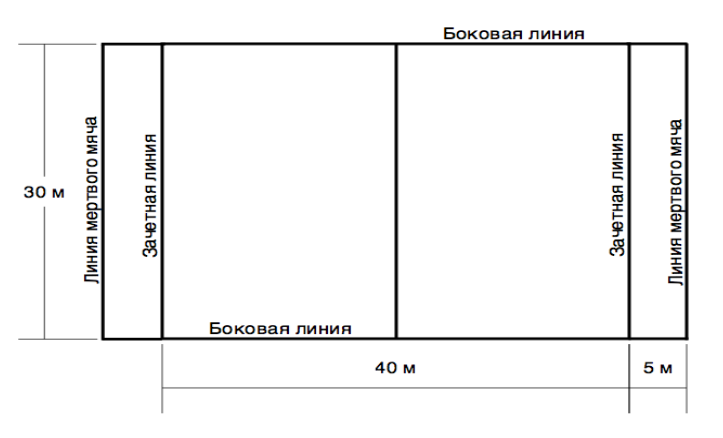 Боковая линия
Линия мертвого мяча
Зачетная линия
30 м
Зачетная линия
Линия мертвого мяча
Боковая линия
40 м
5 м